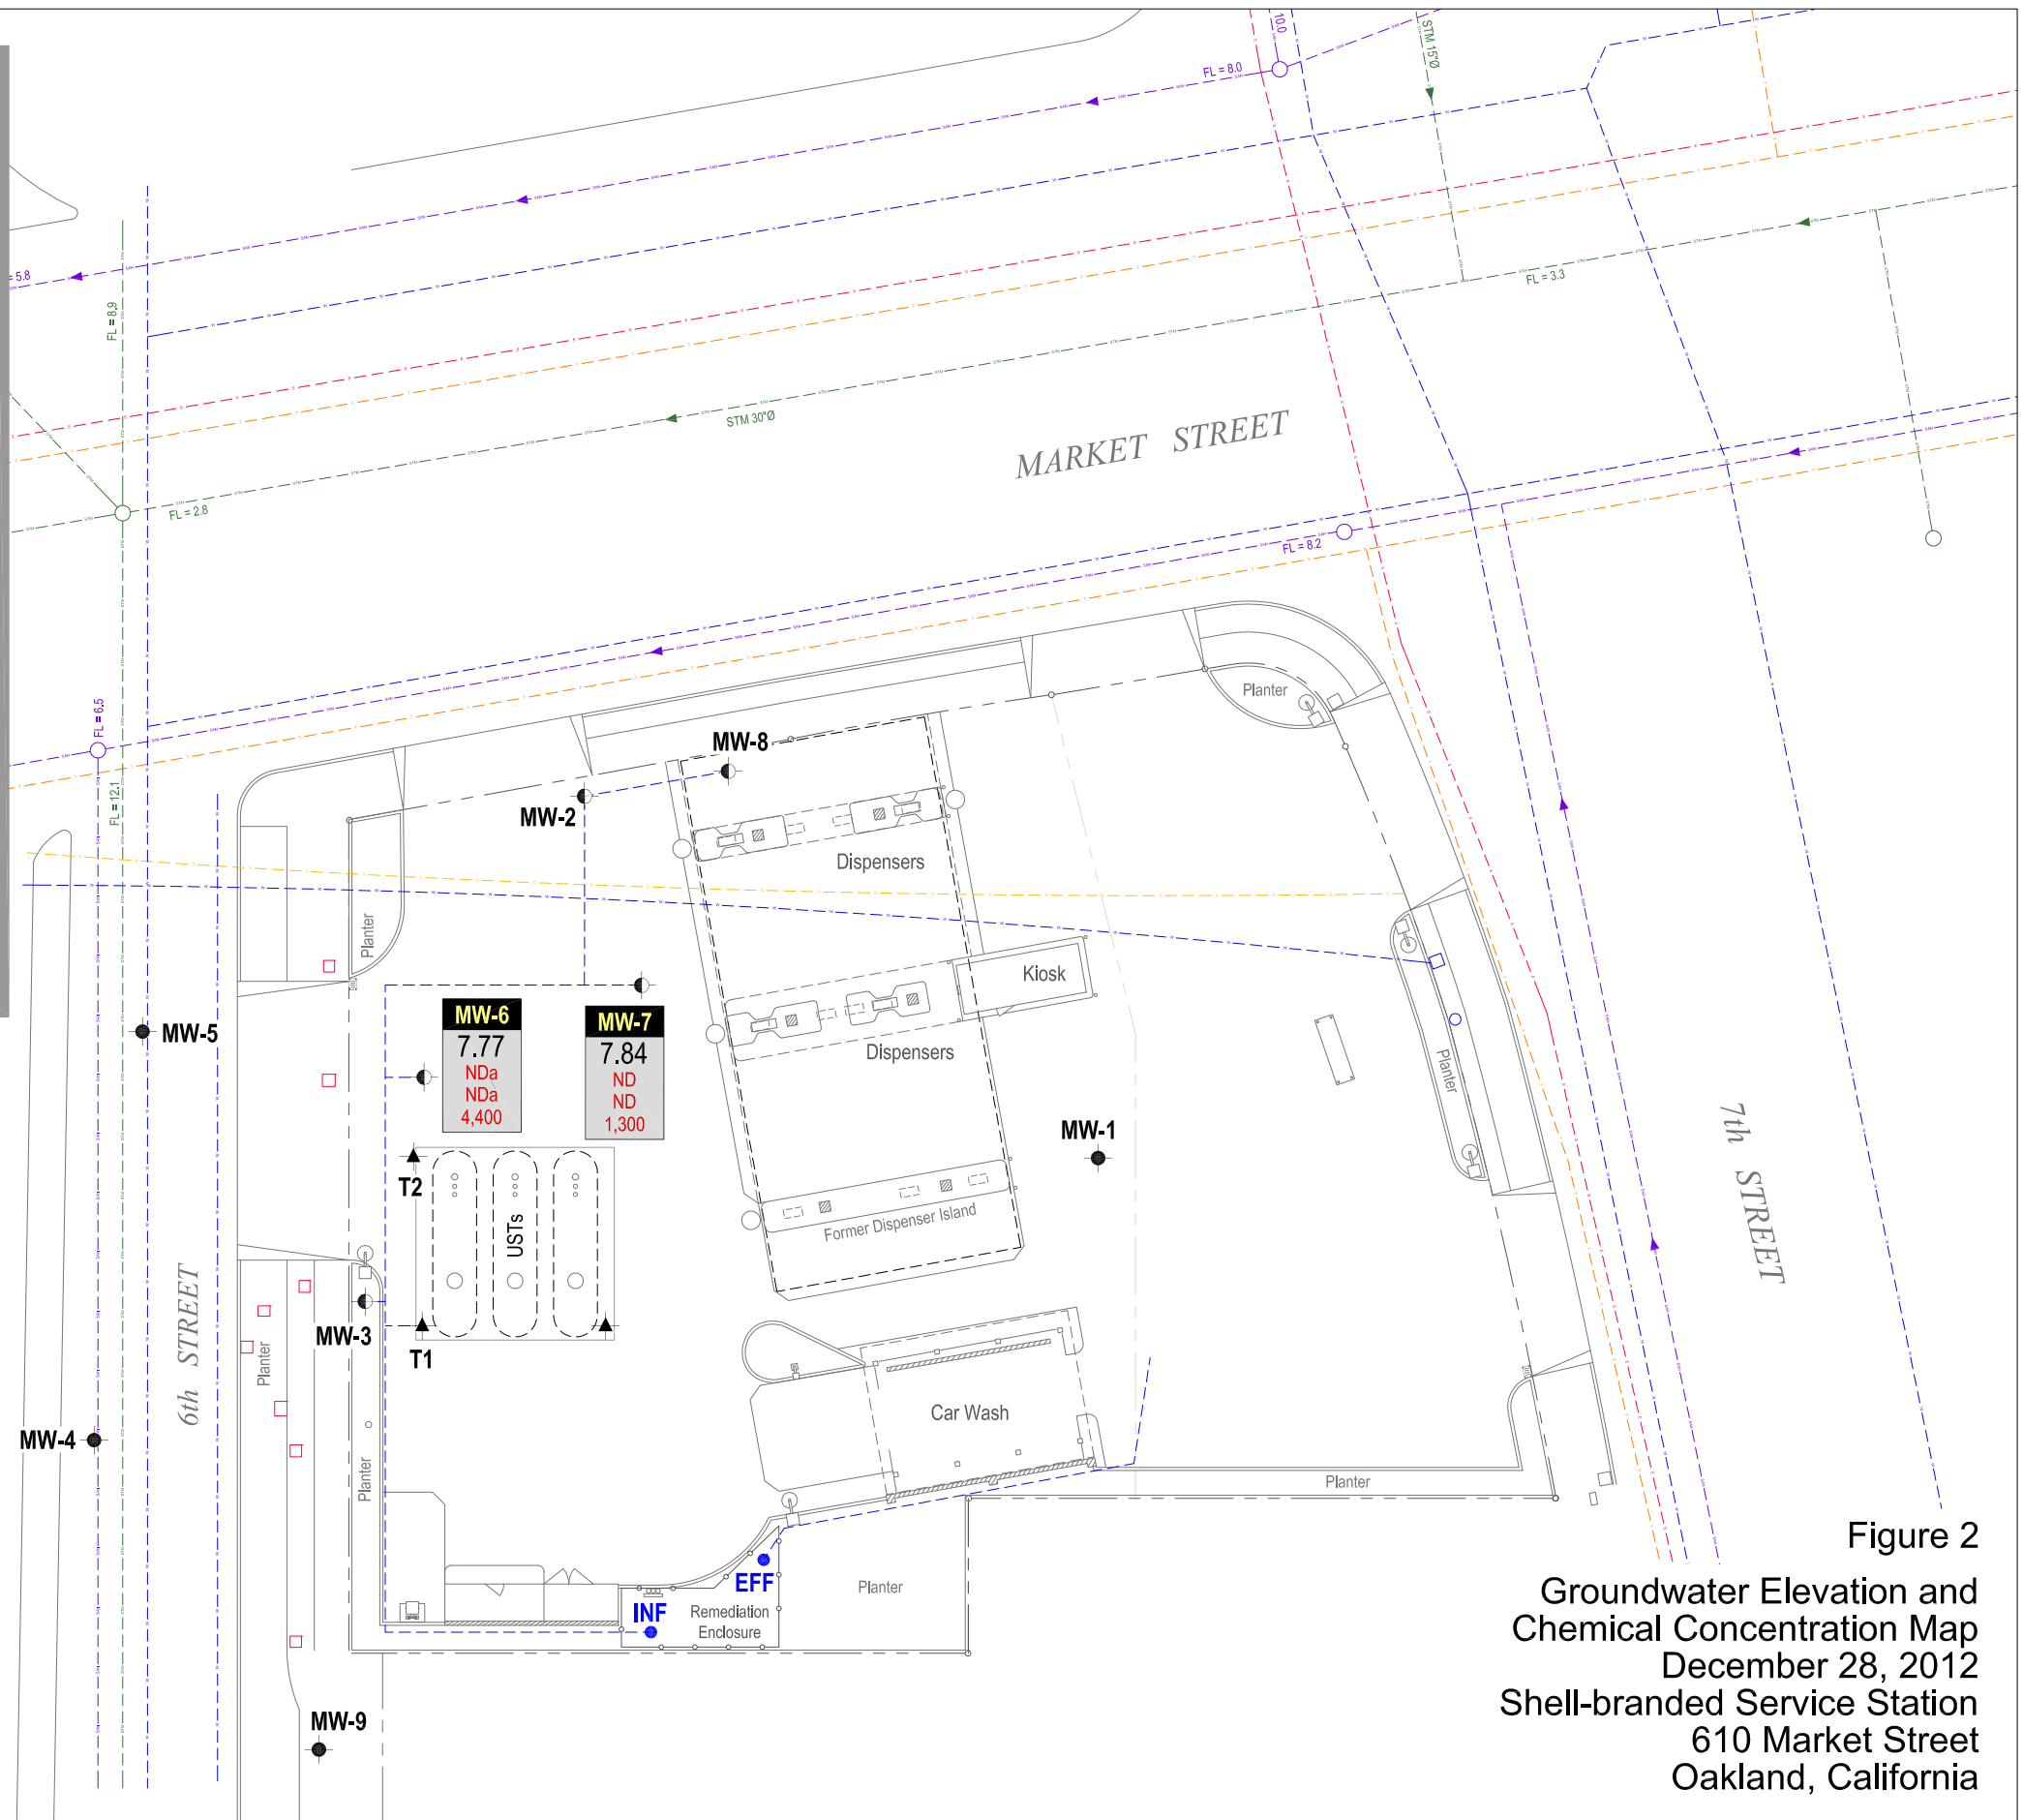 10.0
STM 15"Ø
FL = 8.0
= 5.8
FL = 8.9
FL = 3.3
STM 30"Ø
MARKET STREET
FL = 2.8
FL = 8.2
FL = 6.5
FL = 12.1
Planter
MW-8
MW-2
Dispensers
Planter
Kiosk
MW-6
7.77
NDa
NDa
4,400
MW-7
7.84
ND
ND
1,300
MW-5
Dispensers
Planter
MW-1
7th STREET
T2
USTs
Former Dispenser Island
6th STREET
MW-3
T1
Planter
Car Wash
MW-4
Planter
Planter
EFF
Planter
INF
Remediation
Enclosure
MW-9
Figure 2
Groundwater Elevation and
Chemical Concentration Map
December 28, 2012
Shell-branded Service Station
610 Market Street
Oakland, California